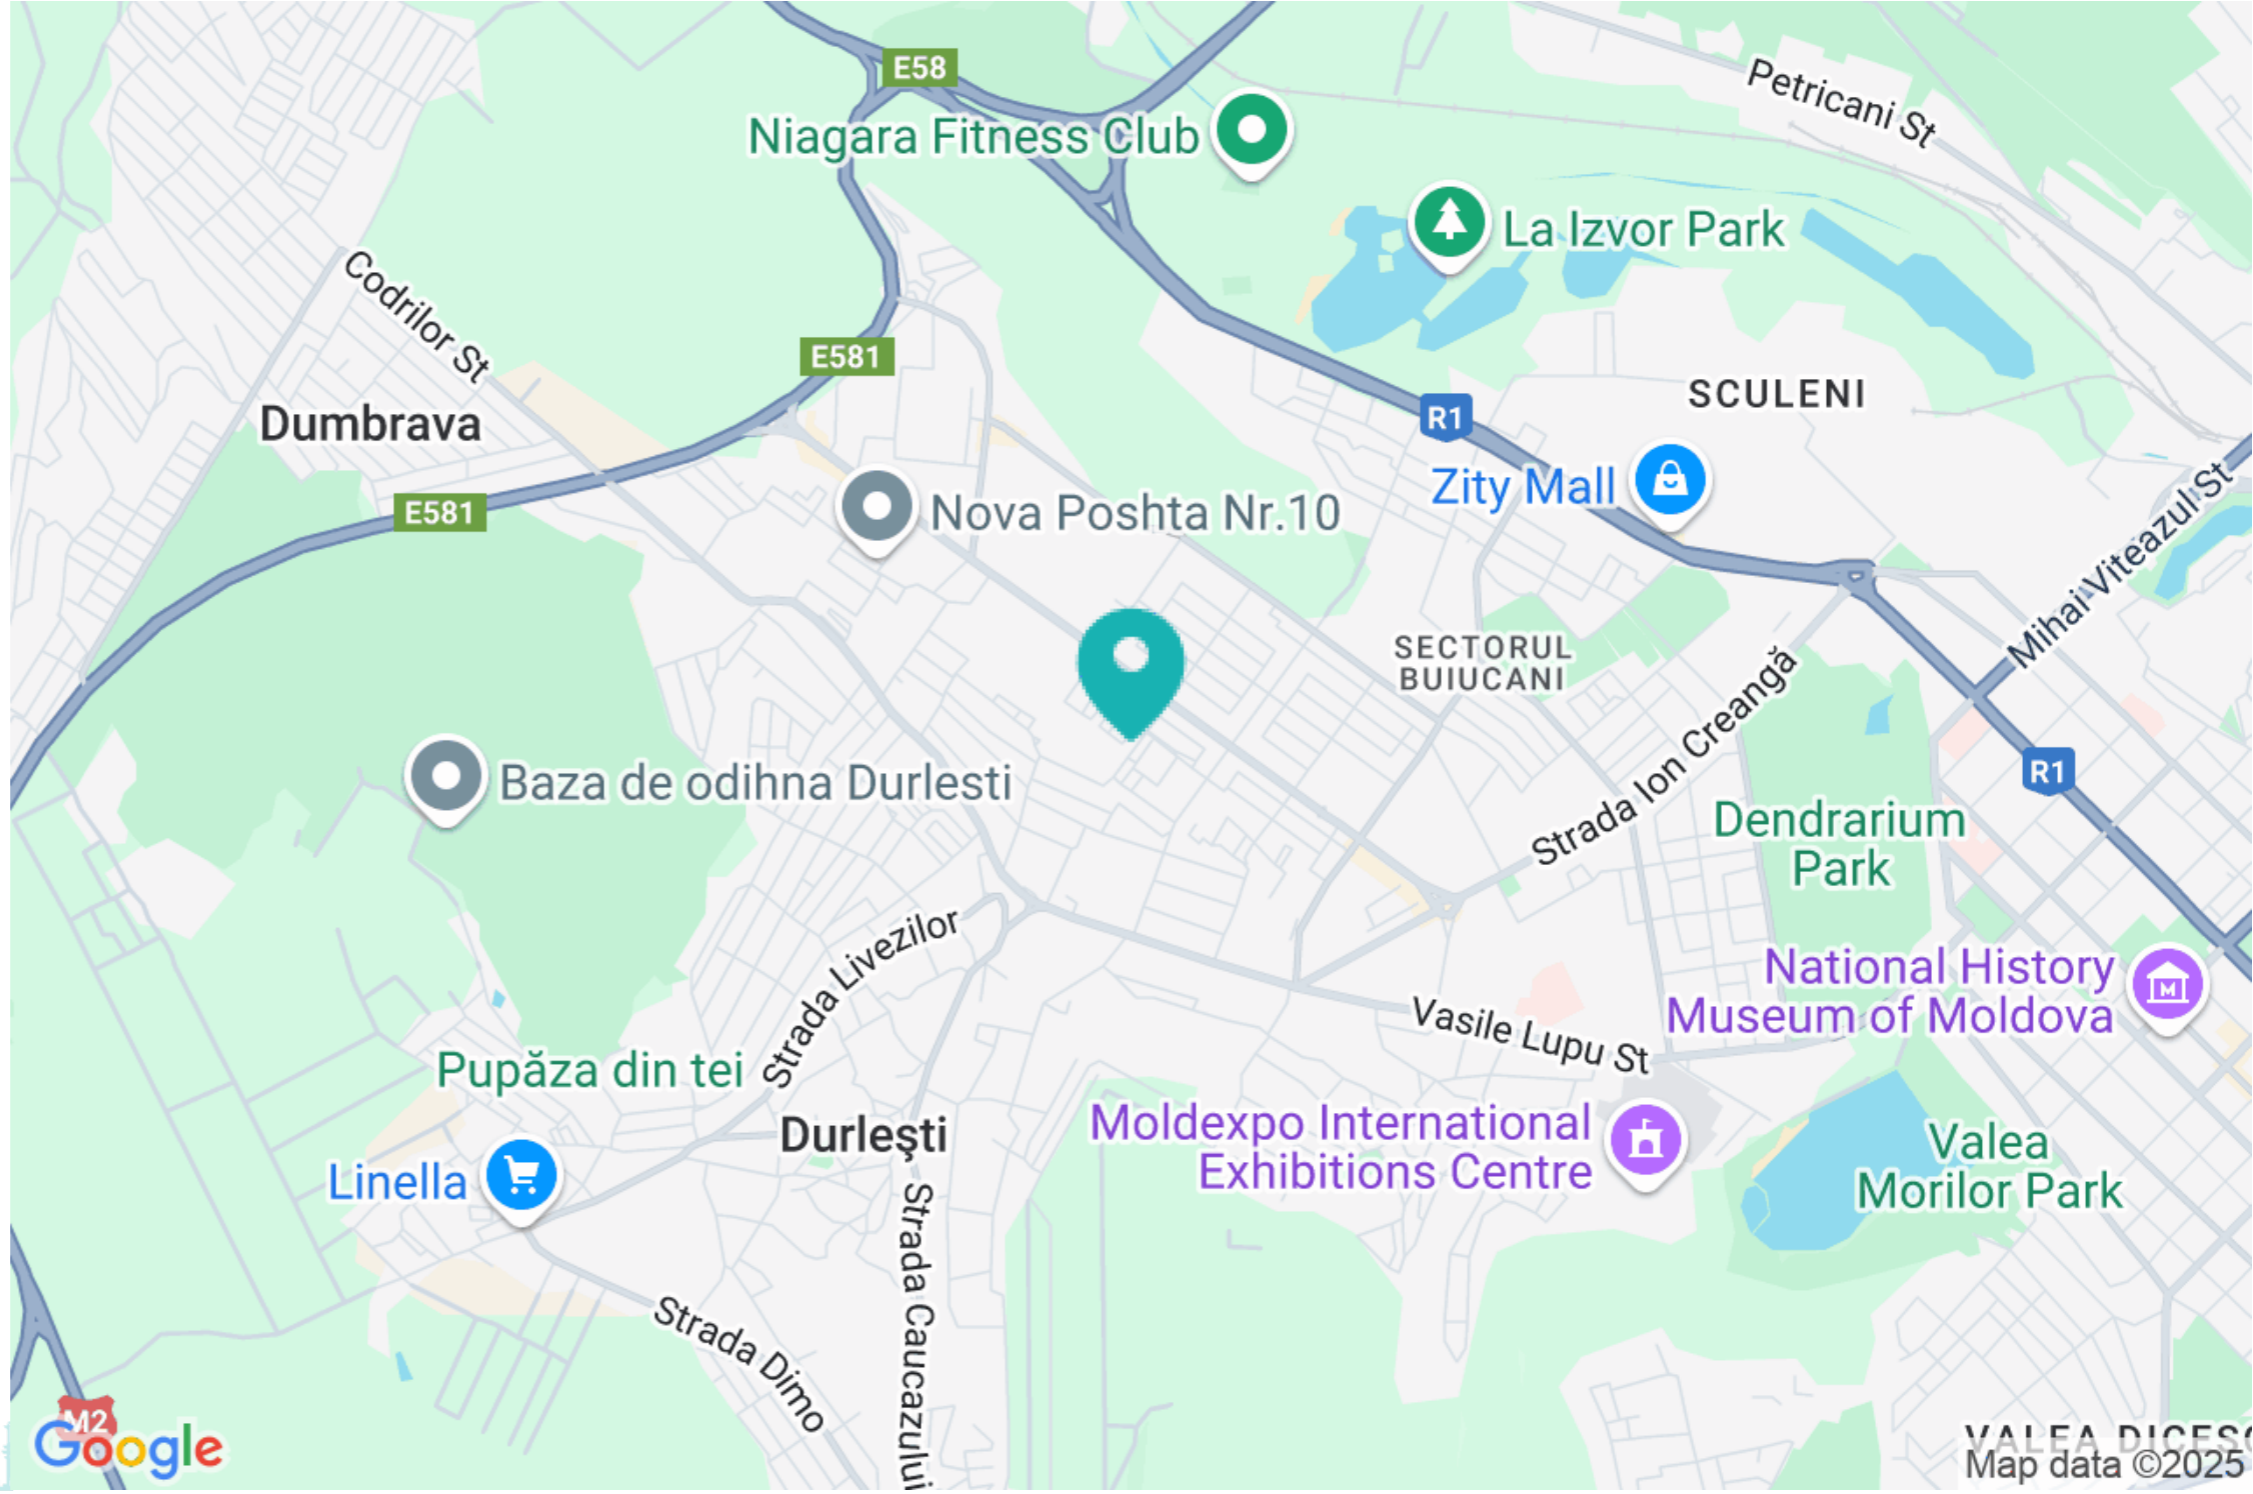 E58
Petricani St
Niagara Fitness Club
La Izvor Park
Codrilor St
E581
SCULENI
R1
Dumbrava
Zity Mall
E581
Nova Poshta Nr.10
Mihai Viteazul St
SECTORUL
BUIUCANI
Strada Ion Creangă
R1
Baza de odihna Durlesti
Dendrarium
Park
Strada Livezilor
National History
Museum of Moldova
Vasile Lupu St
Pupăza din tei
Durleşti
Moldexpo International
Exhibitions Centre
Valea
Morilor Park
Linella
Strada Caucazului
Strada Dimo
M2
Google
VALEA DICESC
Map data ©2025